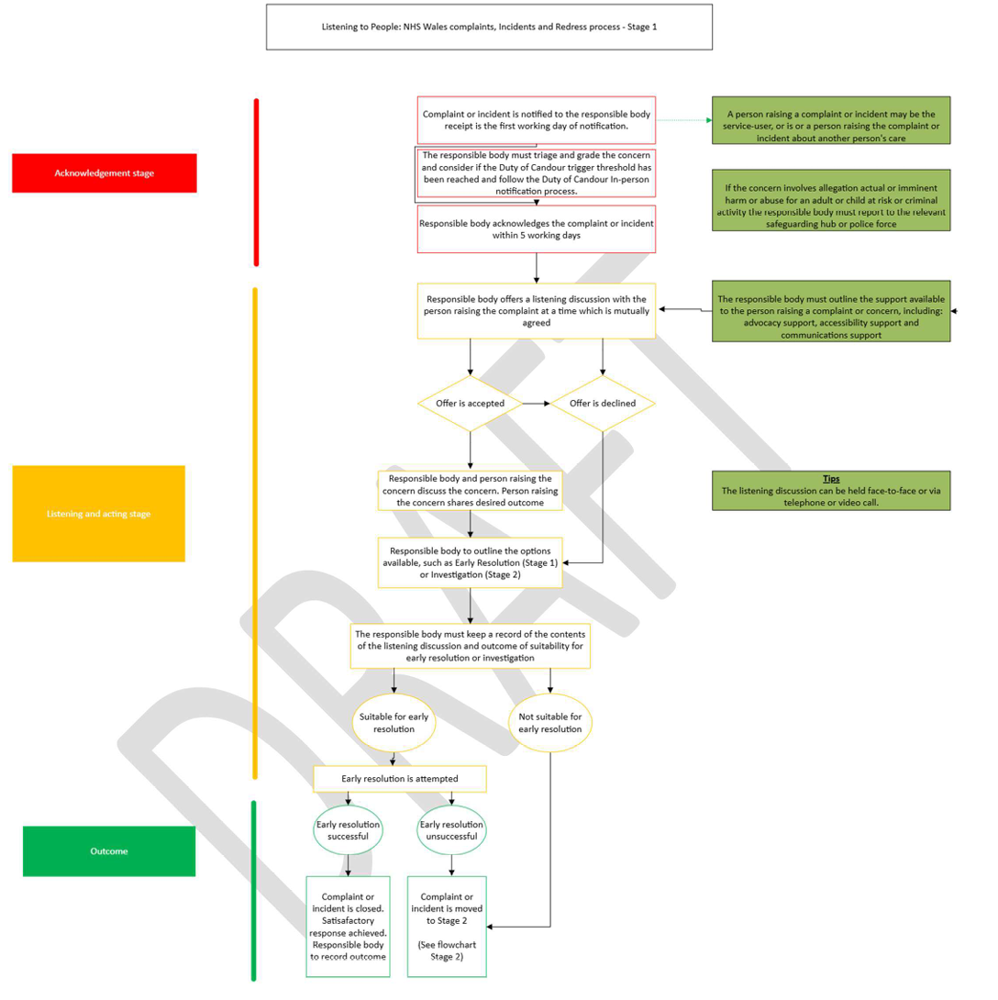 Listening to People: NHS Wales complaints, Incidents and Redress process - Stage 1
Complaint or incident is notified to the responsible body
receipt is the first working day of notification.
A person raising a complaint or incident may be the
service-user, or is or a person raising the complaint or
incident about another person's care
Acknowledgement stage
The responsible body must triage and grade the concern
and consider if the Duty of Candour trigger threshold has
been reached and follow the Duty of Candour In-person
notification process.
If the concern involves allegation actual or imminent
harm or abuse for an adult or child at risk or criminal
activity the responsible body must report to the relevant
safeguarding hub or police force
Responsible body acknowledges the complaint or incident
within 5 working days
Responsible body offers a listening discussion with the
person raising the complaint at a time which is mutually
agreed
The responsible body must outline the support available
to the person raising a complaint or concern, including:
advocacy support, accessibility support and
communications support
Offer is accepted
Offer is declined
Listening and acting stage
Responsible body and person raising the
concern discuss the concern. Person raising
the concern shares desired outcome
Tips
The listening discussion can be held face-to-face or via
telephone or video call.
Responsible body to outline the options
available, such as Early Resolution (Stage 1)
or Investigation (Stage 2)
The responsible body must keep a record of the contents
of the listening discussion and outcome of suitability for
early resolution or investigation
Suitable for early
resolution
Not suitable for
early resolution
Early resolution is attempted
Outcome
Early resolution
successful
Early resolution
unsuccessful
Complaint or
incident is closed.
Satisafactory
response achieved.
Responsible body
to record outcome
Complaint or
incident is moved
to Stage 2
(See flowchart
Stage 2)
DRAFT